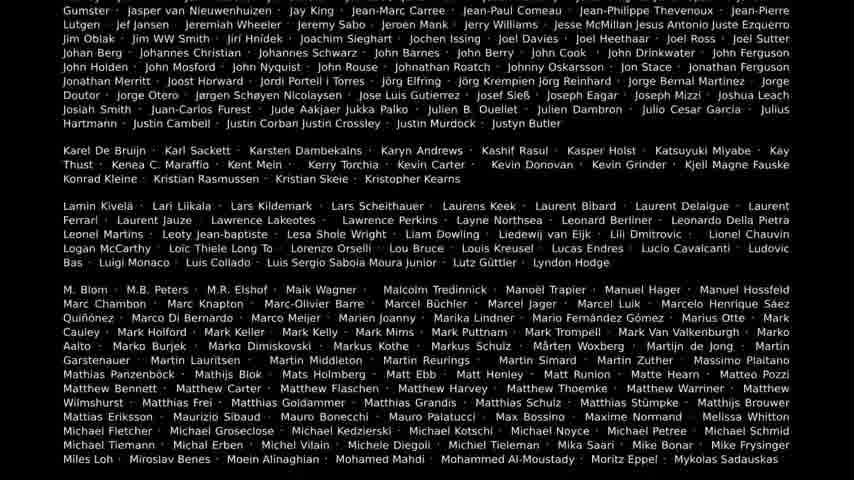 Gumster · Jasper van Nieuwenhuizen · Jay King · Jean-Marc Carree · Jean-Paul Comeau · Jean-Philippe Thevenoux · Jean-Pierre
Lutgen · Jef Jansen · Jeremiah Wheeler · Jeremy Sabo · Jeroen Mank · Jerry Williams · Jesse McMillan Jesus Antonio Juste Ezquerro
Jim Oblak · Jim WW Smith · Jiri Hnídek · Joachim Sieghart · Jochen Issing · Joel Davies · Joel Heethaar · Joel Ross · Joël Sutter
Johan Berg · Johannes Christian · Johannes Schwarz · John Barnes · John Berry · John Cook · John Drinkwater · John Ferguson
John Holden · John Mosford · John Nyquist · John Rouse · Johnathan Roatch · Johnny Oskarsson · Jon Stace · Jonathan Ferguson
Jonathan Merritt · Joost Horward · Jordi Porteil i Torres · Jörg Elfring · Jörg Krempien Jörg Reinhard · Jorge Bernal Martinez · Jorge
Doutor · Jorge Otero · Jørgen Schøyen Nicolaysen · Jose Luis Gutierrez · Josef Sieß · Joseph Eagar · Joseph Mizzi · Joshua Leach
Josiah Smith · Juan-Carlos Furest · Jude Aakjaer Jukka Palko · Julien B. Ouellet · Julien Dambron · Julio Cesar Garcia · Julius
Hartmann · Justin Cambell · Justin Corban Justin Crossley · Justin Murdock · Justyn Butler
Karel De Bruijn · Karl Sackett · Karsten Dambekalns · Karyn Andrews · Kashif Rasul · Kasper Holst · Katsuyuki Miyabe · Kay
Thust · Kenea C. Maraffio · Kent Mein · Kerry Torchia · Kevin Carter · Kevin Donovan · Kevin Grinder · Kjell Magne Fauske
Konrad Kleine · Kristian Rasmussen · Kristian Skeie · Kristopher Kearns
Lamin Kivelä · Lari Liikala · Lars Kildemark · Lars Scheithauer · Laurens Keek · Laurent Bibard · Laurent Delaigue · Laurent
Ferrari · Laurent Jauze · Lawrence Lakeotes · Lawrence Perkins · Layne Northsea · Leonard Berliner · Leonardo Della Pietra
Leonel Martins · Leoty Jean-baptiste · Lesa Shole Wright · Liam Dowling · Liedewij van Eijk · Lili Dmitrovic · Lionel Chauvin
Logan McCarthy · Loïc Thiele Long To · Lorenzo Orselli · Lou Bruce · Louis Kreusel · Lucas Endres · Lucio Cavalcanti · Ludovic
Bas · Luigi Monaco · Luis Collado · Luis Sergio Saboia Moura Junior · Lutz Güttler · Lyndon Hodge
M. Blom · M.B. Peters · M.R. Elshof · Maik Wagner · Malcolm Tredinnick · Manoël Trapier · Manuel Hager · Manuel Hossfeld
Marc Chambon · Marc Knapton · Marc-Olivier Barre · Marcel Büchler · Marcel Jager · Marcel Luik · Marcelo Henrique Sáez
Quiñónez · Marco Di Bernardo · Marco Meijer · Marien Joanny · Marika Lindner · Mario Fernández Gómez · Marius Otte · Mark
Cauley · Mark Holford · Mark Keller · Mark Kelly · Mark Mims · Mark Puttnam · Mark Trompell · Mark Van Valkenburgh · Marko
Aalto · Marko Burjek · Marko Dimiskovski · Markus Kothe · Markus Schulz · Mårten Woxberg · Martijn de Jong · Martin
Garstenauer · Martin Lauritsen · Martin Middleton · Martin Reurings · Martin Simard · Martin Zuther · Massimo Plaitano
Mathias Panzenböck · Mathijs Blok · Mats Holmberg · Matt Ebb · Matt Henley · Matt Runion · Matte Hearn · Matteo Pozzi
Matthew Bennett · Matthew Carter · Matthew Flaschen · Matthew Harvey · Matthew Thoemke · Matthew Warriner · Matthew
Wilmshurst · Matthias Frei · Matthias Goldammer · Matthias Grandis · Matthias Schulz · Matthias Stümpke · Matthijs Brouwer
Mattias Eriksson · Maurizio Sibaud · Mauro Bonecchi · Mauro Palatucci · Max Bossino · Maxime Normand · Melissa Whitton
Michael Fletcher · Michael Groseclose · Michael Kedzierski · Michael Kotschi · Michael Noyce · Michael Petree · Michael Schmid
Michael Tiemann · Michal Erben · Michel Vilain · Michele Diegoli · Michiel Tieleman · Mika Saari · Mike Bonar · Mike Frysinger
Miles Loh · Miroslav Benes · Moein Alinaghian · Mohamed Mahdi · Mohammed Al-Moustady · Moritz Eppel · Mykolas Sadauskas